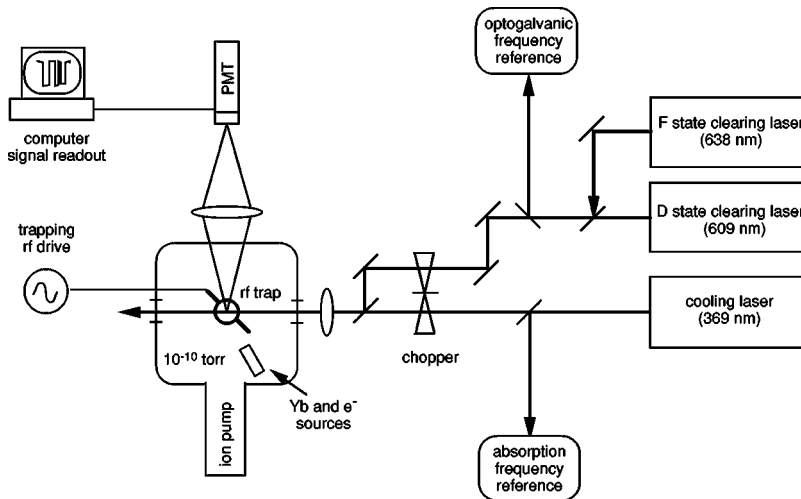 optogalvanic
frequency
reference
PMT
F state clearing laser
(638 nm)
computer
signal readout
D state clearing laser
(609 nm)
trapping
rf drive
rf trap
cooling laser
(369 nm)
chopper
10-10 torr
Yb and e-
sources
ion pump
absorption
frequency
reference